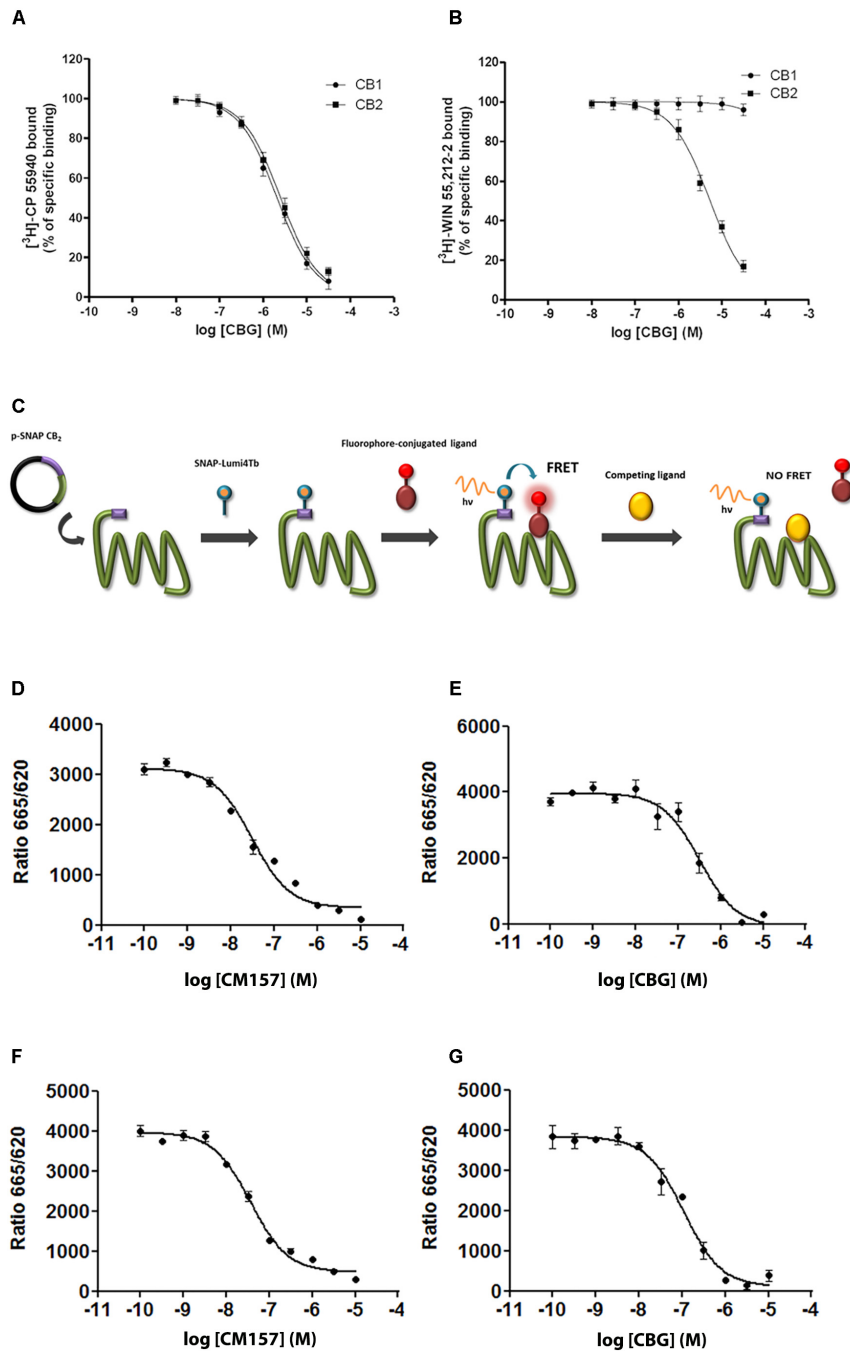 A
120
100
80
60
40
20
0
-10 -9 -8 -7 -6 -5 -4 -3
[³H]-CP 55940 bound
(% of specific binding)
log [CBG] (M)
CB1
CB2
B
120
100
80
60
40
20
0
-10 -9 -8 -7 -6 -5 -4 -3
[³H]-WIN 55,212-2 bound
(% of specific binding)
log [CBG] (M)
CB1
CB2
C
p-SNAP CB₂
SNAP-Lumi4Tb
Fluorophore-conjugated ligand
hν
FRET
Competing ligand
NO FRET
hν
D
4000
3000
2000
1000
0
-11 -10 -9 -8 -7 -6 -5 -4
Ratio 665/620
log [CM157] (M)
E
6000
4000
2000
0
-11 -10 -9 -8 -7 -6 -5 -4
Ratio 665/620
log [CBG] (M)
F
5000
4000
3000
2000
1000
0
-11 -10 -9 -8 -7 -6 -5 -4
Ratio 665/620
log [CM157] (M)
G
5000
4000
3000
2000
1000
0
-11 -10 -9 -8 -7 -6 -5 -4
Ratio 665/620
log [CBG] (M)